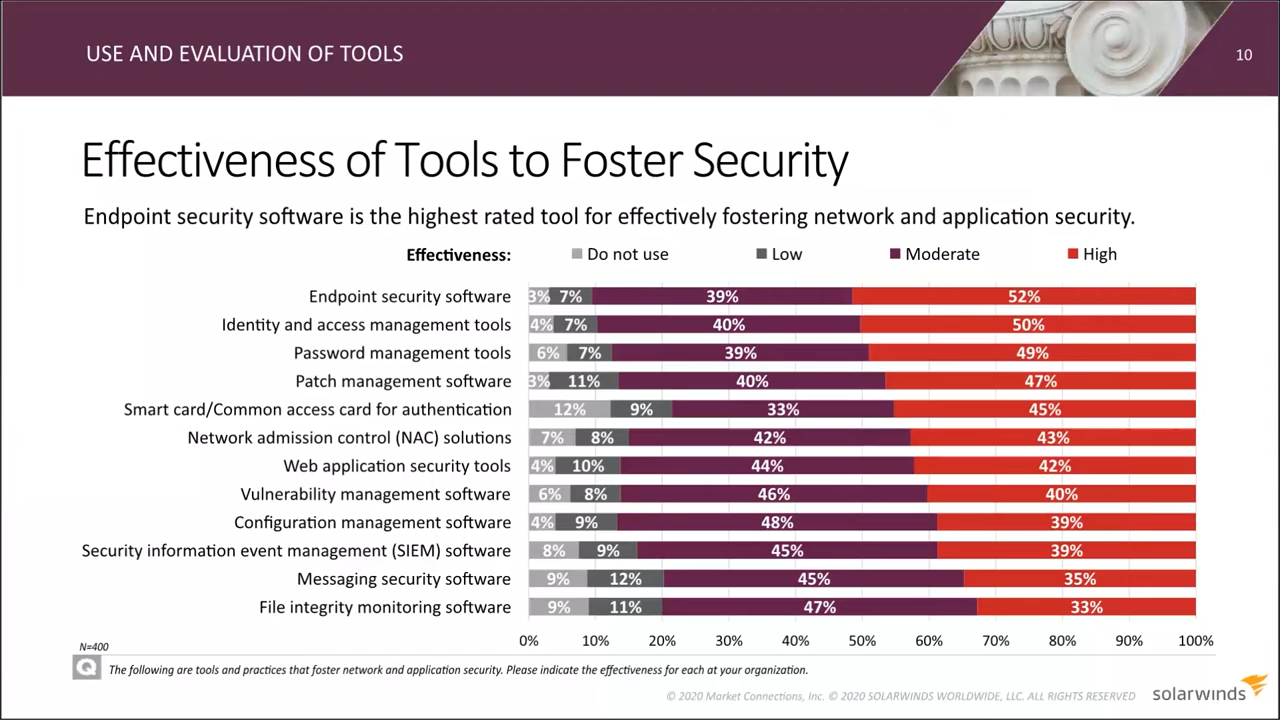 USE AND EVALUATION OF TOOLS
10
Effectiveness of Tools to Foster Security
Endpoint security software is the highest rated tool for effectively fostering network and application security.
Effectiveness: Do not use Low Moderate High
Endpoint security software 3% 7% 39% 52%
Identity and access management tools 4% 7% 40% 50%
Password management tools 6% 7% 39% 49%
Patch management software 3% 11% 40% 47%
Smart card/Common access card for authentication 12% 9% 33% 45%
Network admission control (NAC) solutions 7% 8% 42% 43%
Web application security tools 4% 10% 44% 42%
Vulnerability management software 6% 8% 46% 40%
Configuration management software 4% 9% 48% 39%
Security information event management (SIEM) software 8% 9% 45% 39%
Messaging security software 9% 12% 45% 35%
File integrity monitoring software 9% 11% 47% 33%
0% 10% 20% 30% 40% 50% 60% 70% 80% 90% 100%
N=400
Q The following are tools and practices that foster network and application security. Please indicate the effectiveness for each at your organization.
© 2020 Market Connections, Inc. © 2020 SOLARWINDS WORLDWIDE, LLC. ALL RIGHTS RESERVED
solarwinds